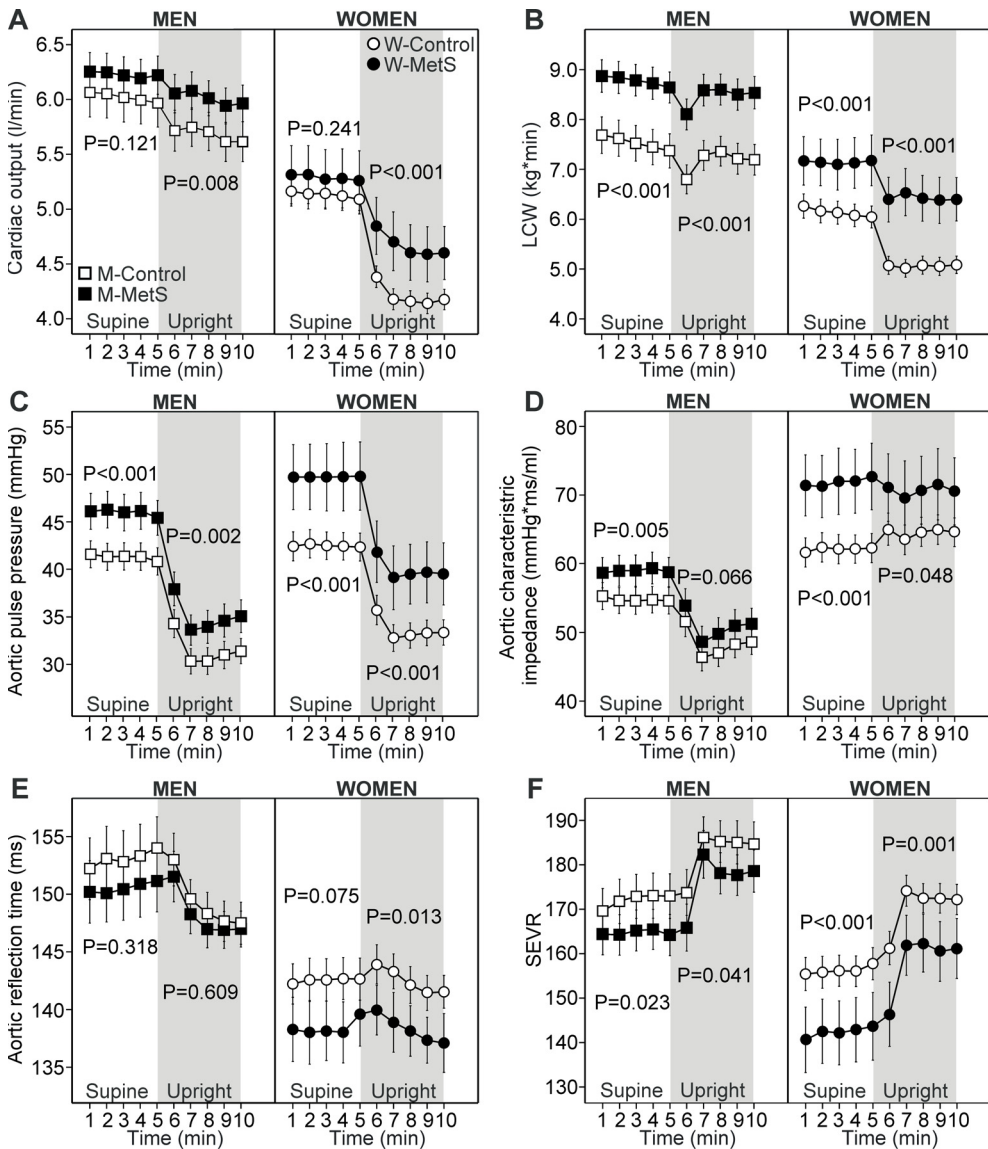 A MEN WOMEN
Cardiac output (l/min)
6.5
6.0
5.5
5.0
4.5
4.0
W-Control
W-MetS
P=0.121
P=0.008
P=0.241
P<0.001
M-Control
M-MetS
Supine Upright Supine Upright
1 2 3 4 5 6 7 8 9 10 1 2 3 4 5 6 7 8 9 10
Time (min) Time (min)
B MEN WOMEN
LCW (kg*min)
9.0
8.0
7.0
6.0
5.0
4.0
P<0.001
P<0.001
P<0.001
P<0.001
Supine Upright Supine Upright
1 2 3 4 5 6 7 8 9 10 1 2 3 4 5 6 7 8 9 10
Time (min) Time (min)
C MEN WOMEN
Aortic pulse pressure (mmHg)
55
50
45
40
35
30
P<0.001
P=0.002
P<0.001
P<0.001
Supine Upright Supine Upright
1 2 3 4 5 6 7 8 9 10 1 2 3 4 5 6 7 8 9 10
Time (min) Time (min)
D MEN WOMEN
Aortic characteristic
impedance (mmHg*ms/ml)
80
70
60
50
40
P=0.005
P=0.066
P<0.001
P=0.048
Supine Upright Supine Upright
1 2 3 4 5 6 7 8 9 10 1 2 3 4 5 6 7 8 9 10
Time (min) Time (min)
E MEN WOMEN
Aortic reflection time (ms)
155
150
145
140
135
P=0.318
P=0.609
P=0.075
P=0.013
Supine Upright Supine Upright
1 2 3 4 5 6 7 8 9 10 1 2 3 4 5 6 7 8 9 10
Time (min) Time (min)
F MEN WOMEN
SEVR
190
180
170
160
150
140
130
P=0.023
P=0.041
P<0.001
P=0.001
Supine Upright Supine Upright
1 2 3 4 5 6 7 8 9 10 1 2 3 4 5 6 7 8 9 10
Time (min) Time (min)